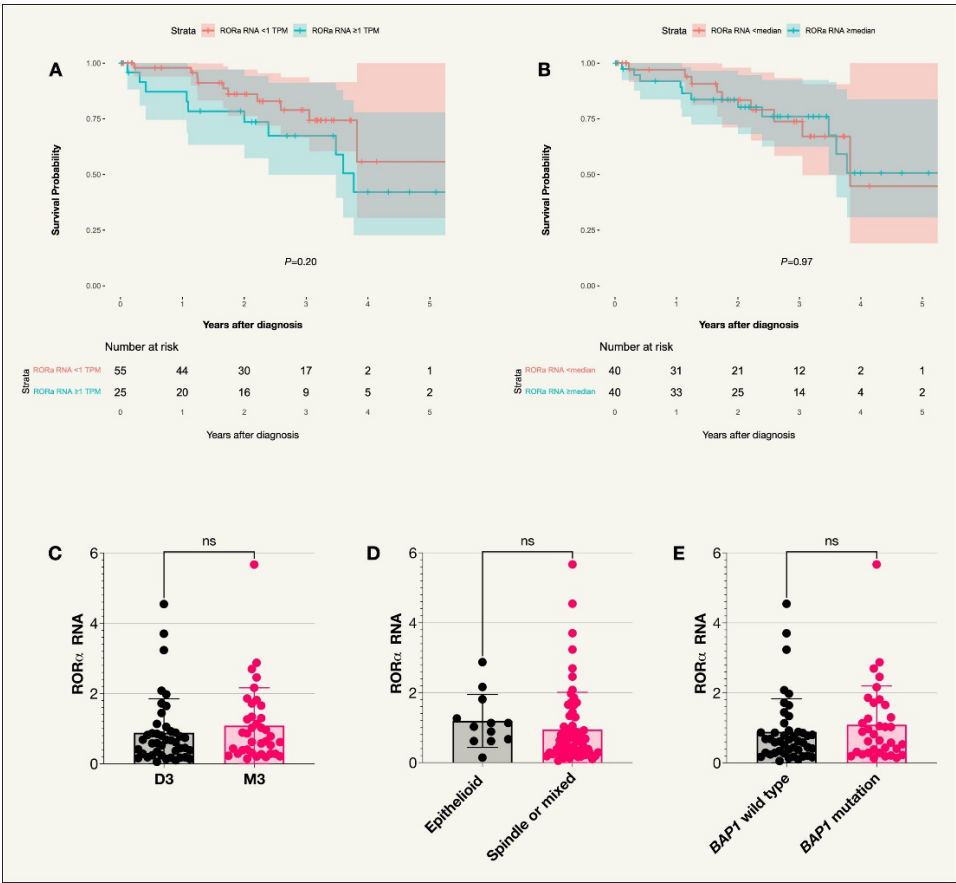 Strata RORa RNA <1 TPM RORa RNA ≥1 TPM
A
1.00
0.75
0.50
0.25
0.00
Survival Probability
P=0.20
0 1 2 3 4 5
Years after diagnosis
Number at risk
Strata
RORa RNA <1 TPM 55 44 30 17 2 1
RORa RNA ≥1 TPM 25 20 16 9 5 2
0 1 2 3 4 5
Years after diagnosis
Strata RORa RNA <median RORa RNA ≥median
B
1.00
0.75
0.50
0.25
0.00
Survival Probability
P=0.97
0 1 2 3 4 5
Years after diagnosis
Number at risk
Strata
RORa RNA <median 40 31 21 12 2 1
RORa RNA ≥median 40 33 25 14 4 2
0 1 2 3 4 5
Years after diagnosis
C
ns
RORα RNA
6
4
2
0
D3 M3
D
ns
RORα RNA
6
4
2
0
Epithelioid
Spindle or mixed
E
ns
RORα RNA
6
4
2
0
BAP1 wild type
BAP1 mutation